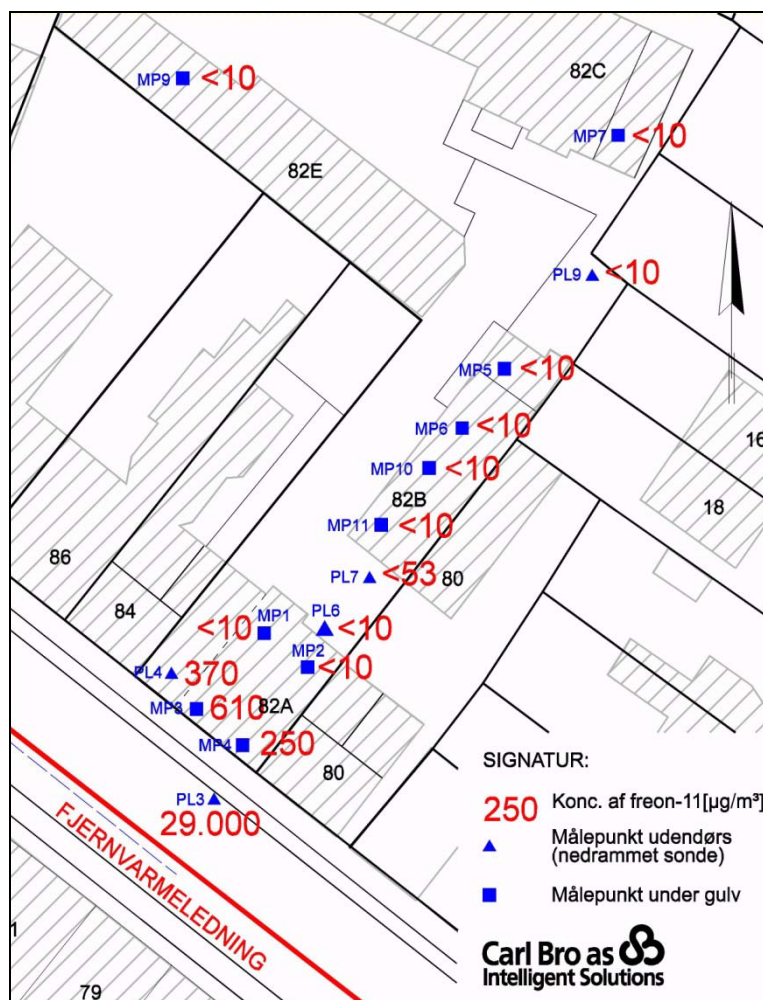 82C
MP9 <10
MP7 <10
82E
PL9 <10
MP5 <10
MP6 <10
16
MP10 <10
82B
18
MP11 <10
86
PL7 <53
80
84
<10 MP1
PL6 <10
MP2 <10
PL4 370
MP3 610
82A
MP4 250
80
PL3
29.000
FJERNVARMELEDNING
79
1
SIGNATUR:
250 Konc. af freon-11[µg/m³]
Målepunkt udendørs
(nedrammet sonde)
Målepunkt under gulv
Carl Bro as
Intelligent Solutions